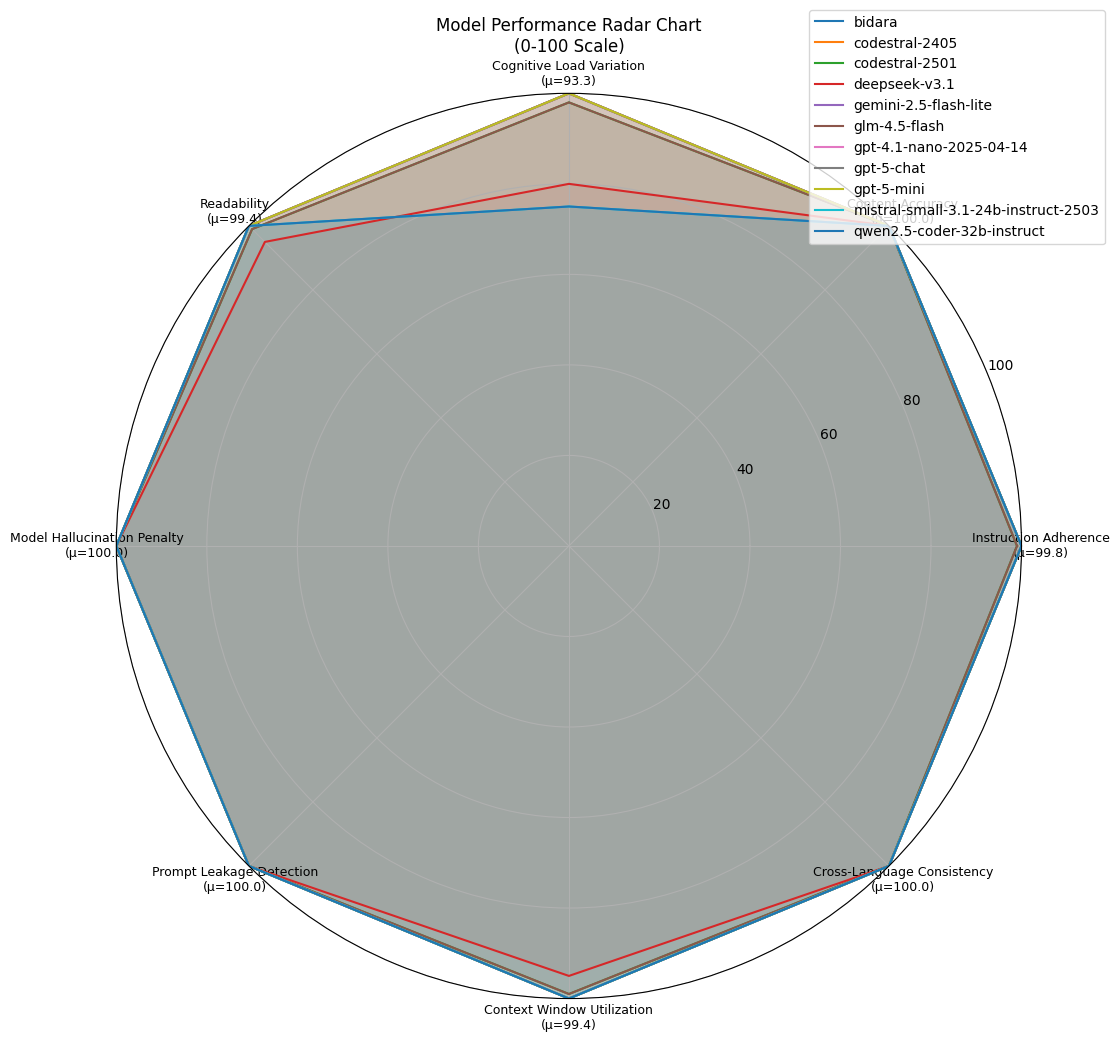 Model Performance Radar Chart
(0-100 Scale)
Cognitive Load Variation
(μ=93.3)
bidara
codestral-2405
codestral-2501
deepseek-v3.1
gemini-2.5-flash-lite
glm-4.5-flash
gpt-4.1-nano-2025-04-14
gpt-5-chat
gpt-5-mini
mistral-small-3.1-24b-instruct-2503
qwen2.5-coder-32b-instruct
Readability
(μ=99.4)
Content Accuracy
(μ=100.0)
100
80
60
40
20
Model Hallucination Penalty
(μ=100.0)
Instruction Adherence
(μ=99.8)
Prompt Leakage Detection
(μ=100.0)
Cross-Language Consistency
(μ=100.0)
Context Window Utilization
(μ=99.4)